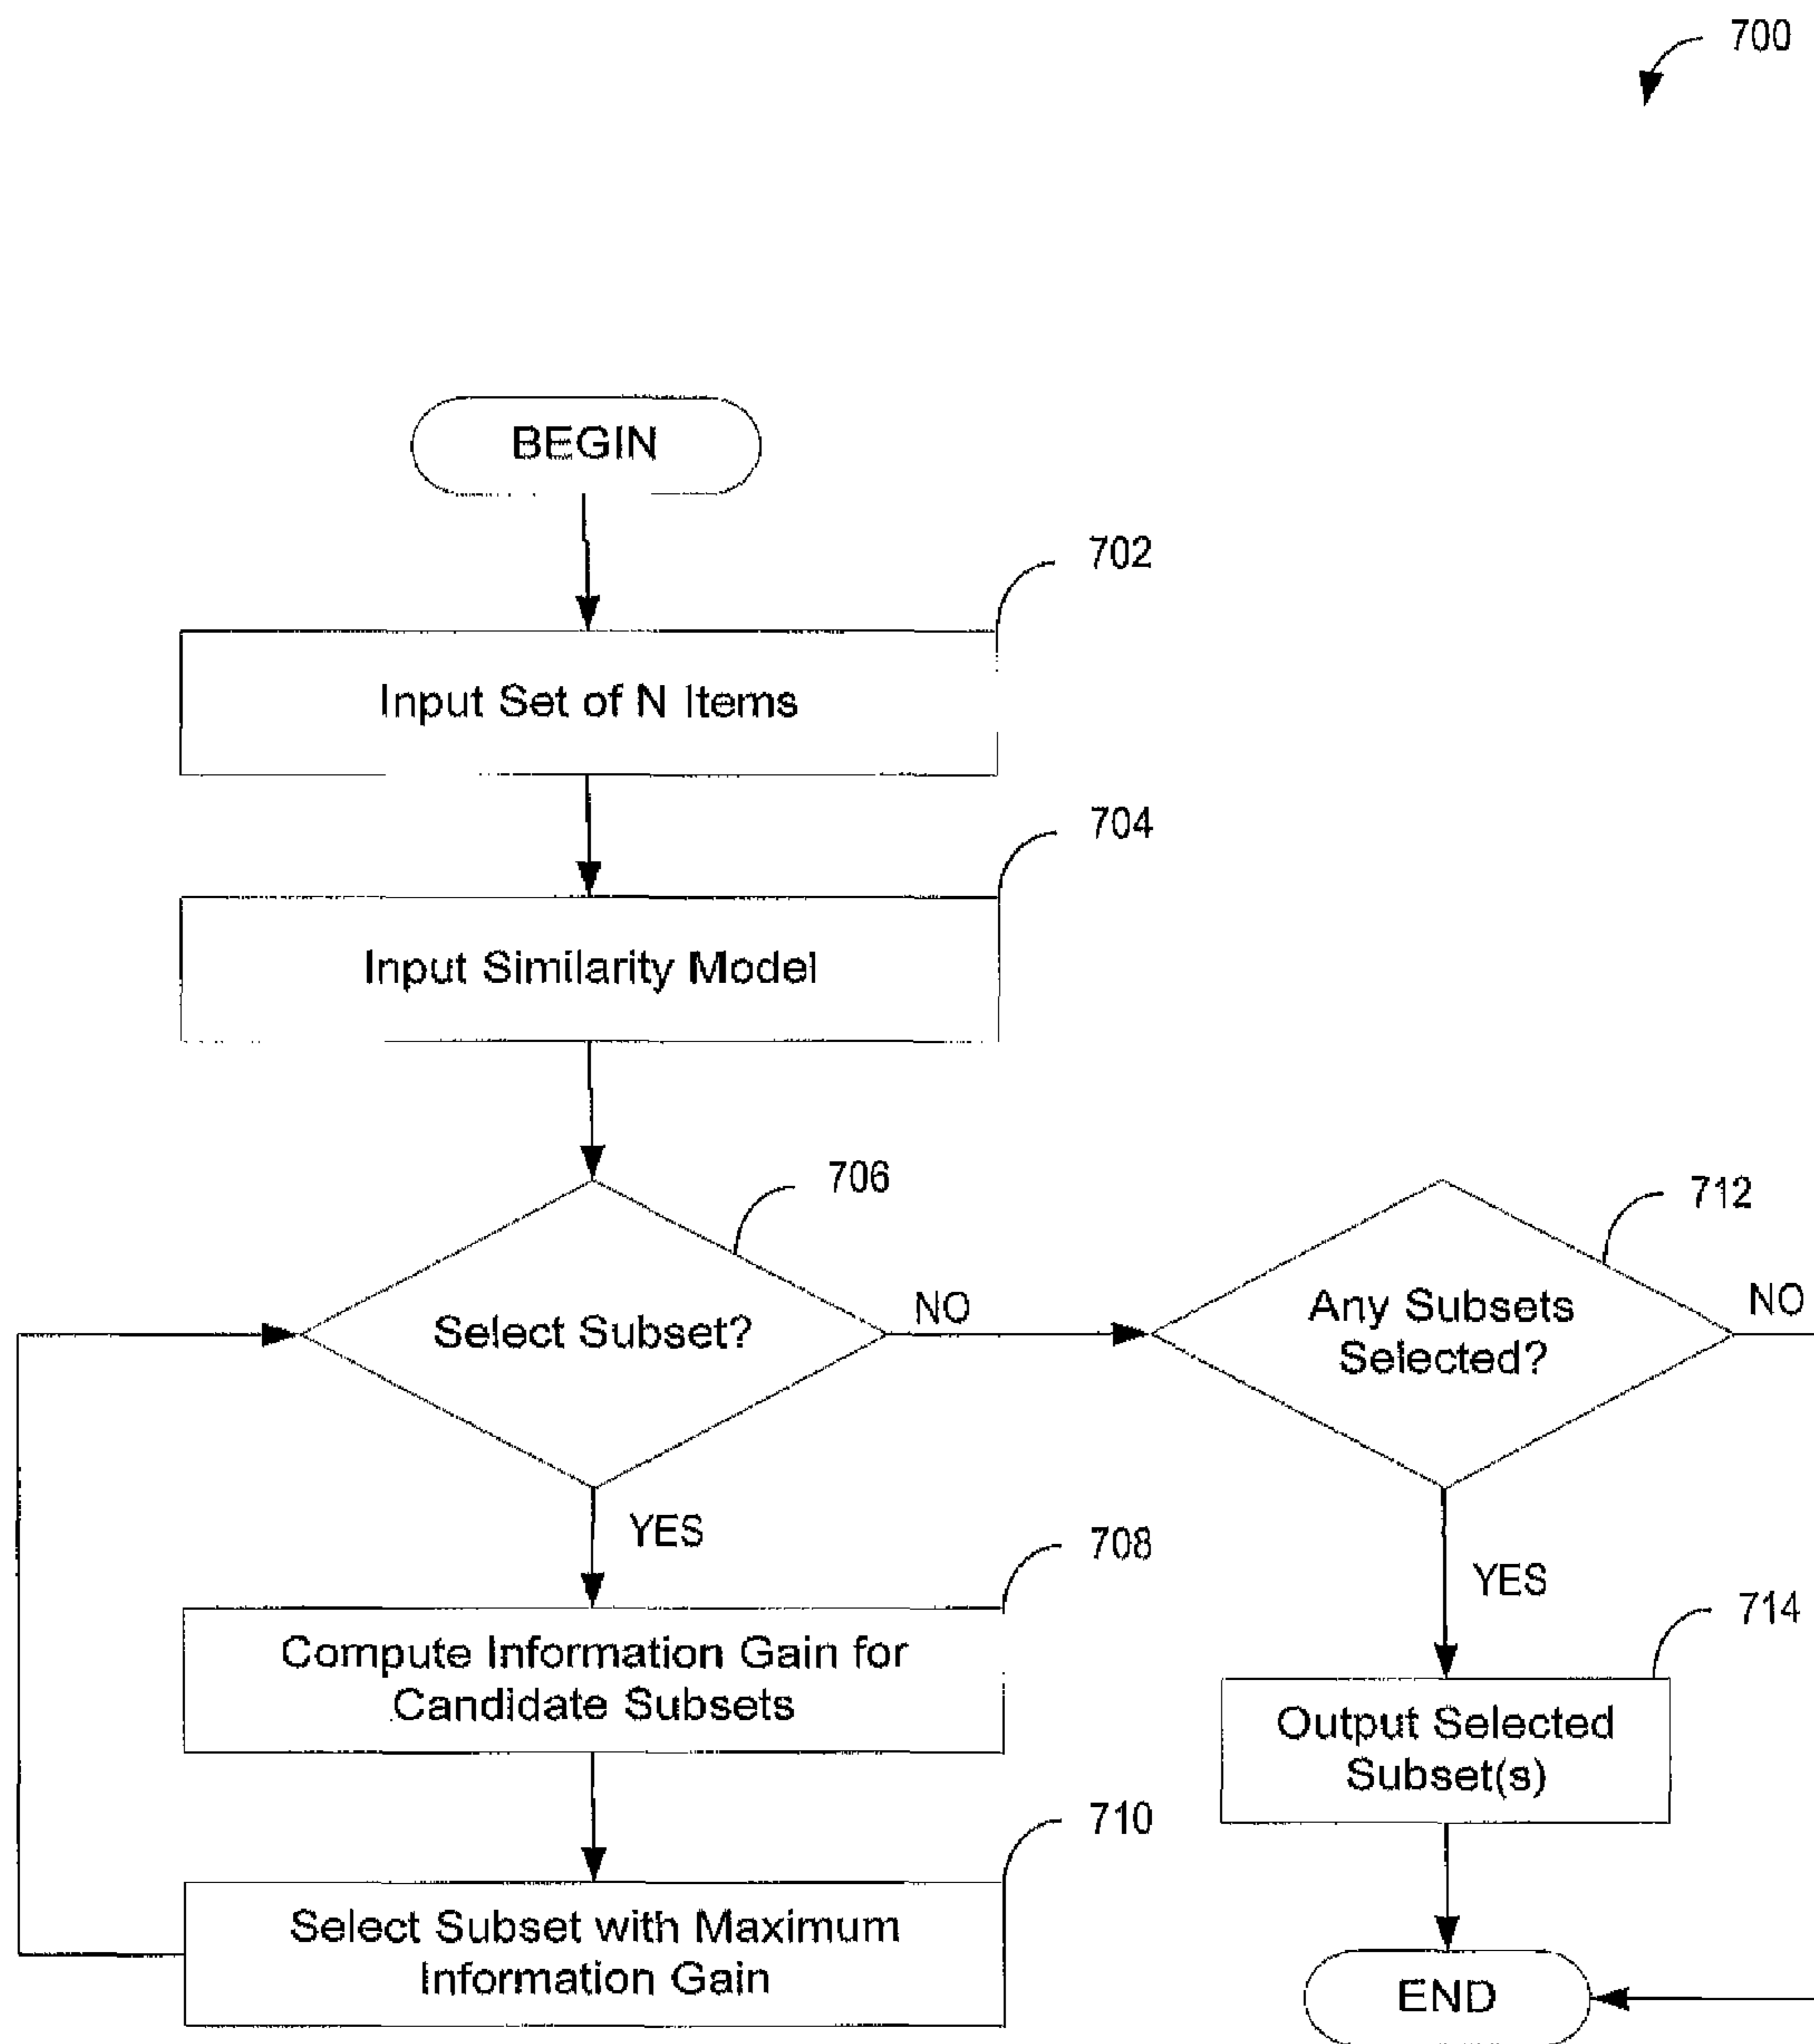 700
BEGIN
702
Input Set of N Items
704
Input Similarity Model
706
Select Subset?
NO
712
Any Subsets
Selected?
NO
YES
708
Compute Information Gain for
Candidate Subsets
YES
714
Output Selected
Subset(s)
710
Select Subset with Maximum
Information Gain
END